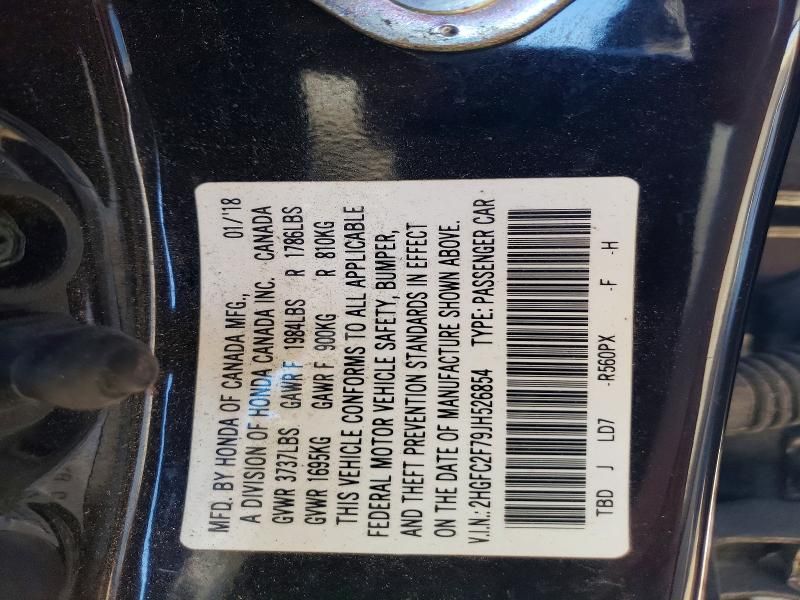 MFD. BY HONDA OF CANADA MFG., 01/'18
A DIVISION OF HONDA CANADA INC. CANADA
GVWR 3737LBS GAWR F 1984LBS R 1786LBS
GVWR 1695KG GAWR F 900KG R 810KG
THIS VEHICLE CONFORMS TO ALL APPLICABLE
FEDERAL MOTOR VEHICLE SAFETY, BUMPER,
AND THEFT PREVENTION STANDARDS IN EFFECT
ON THE DATE OF MANUFACTURE SHOWN ABOVE.
V.I.N.:2HGFC2F79JH526854 TYPE: PASSENGER CAR
TBD J LD7 -R560PX -F -H